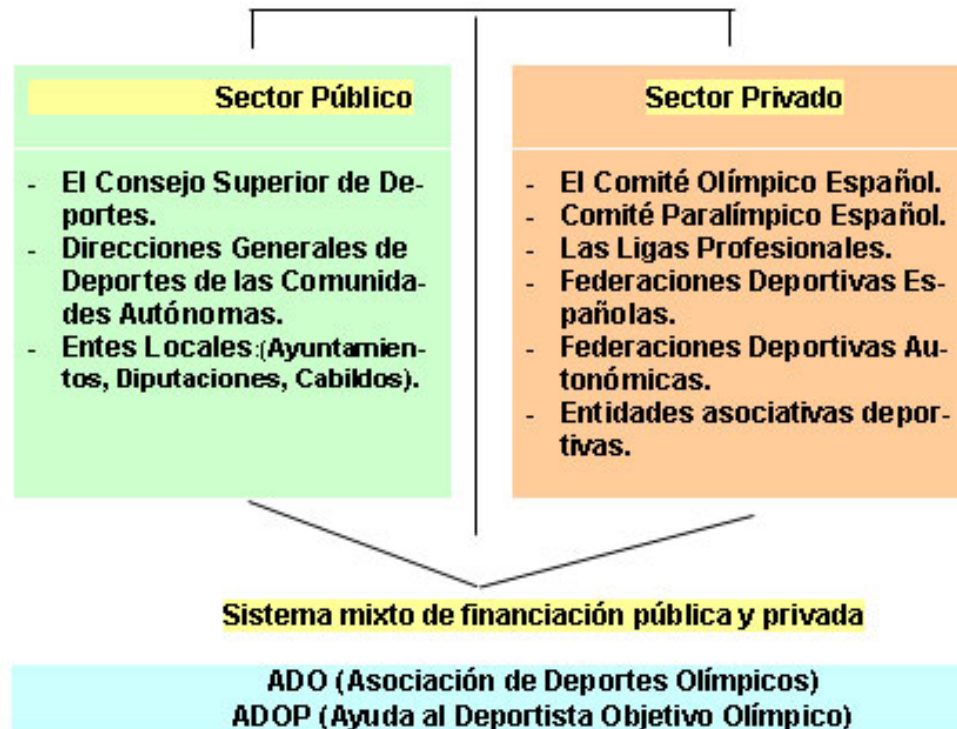 Sector Público
- El Consejo Superior de De-
portes.
- Direcciones Generales de
Deportes de las Comunida-
des Autónomas.
- Entes Locales:(Ayuntamien-
tos, Diputaciones, Cabildos).
Sector Privado
- El Comité Olímpico Español.
- Comité Paralímpico Español.
- Las Ligas Profesionales.
- Federaciones Deportivas Es-
pañolas.
- Federaciones Deportivas Au-
tonómicas.
- Entidades asociativas depor-
tivas.
Sistema mixto de financiación pública y privada
ADO (Asociación de Deportes Olímpicos)
ADOP (Ayuda al Deportista Objetivo Olímpico)